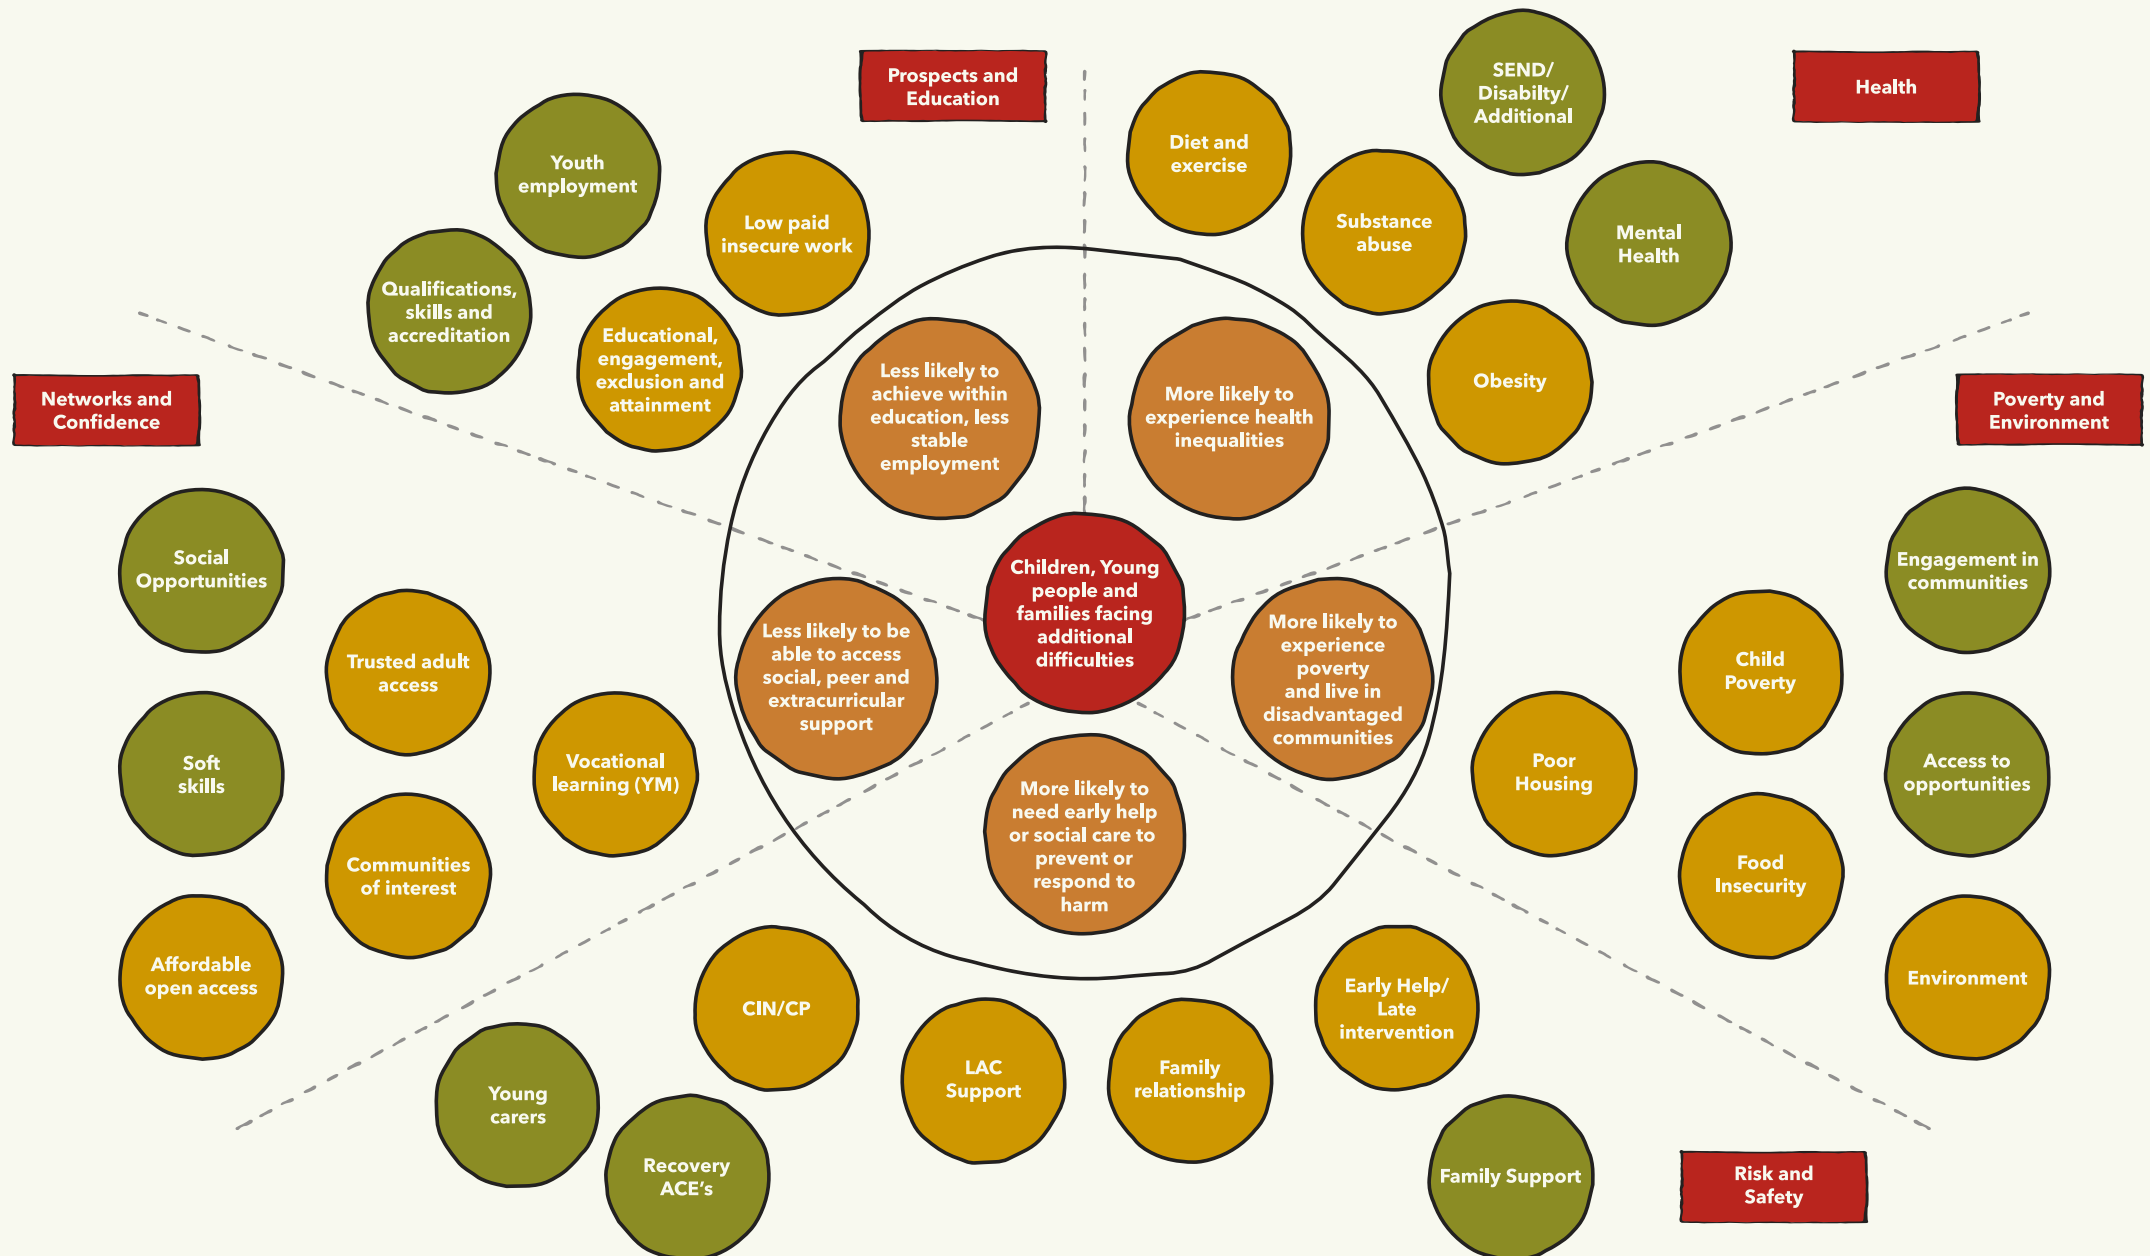 Prospects and
Education
Youth
employment
Low paid
insecure work
Qualifications,
skills and
accreditation
Educational,
engagement,
exclusion and
attainment
Less likely to
achieve within
education, less
stable
employment
Health
SEND/
Disabilty/
Additional
Diet and
exercise
Substance
abuse
Mental
Health
Obesity
More likely to
experience health
inequalities
Networks and
Confidence
Social
Opportunities
Trusted adult
access
Soft
skills
Vocational
learning (YM)
Communities
of interest
Affordable
open access
Less likely to be
able to access
social, peer and
extracurricular
support
Children, Young
people and
families facing
additional
difficulties
Poverty and
Environment
More likely to
experience
poverty
and live in
disadvantaged
communities
Engagement in
communities
Child
Poverty
Poor
Housing
Access to
opportunities
Food
Insecurity
Environment
More likely to
need early help
or social care to
prevent or
respond to
harm
CIN/CP
Early Help/
Late
intervention
LAC
Support
Family
relationship
Young
carers
Recovery
ACE's
Family Support
Risk and
Safety